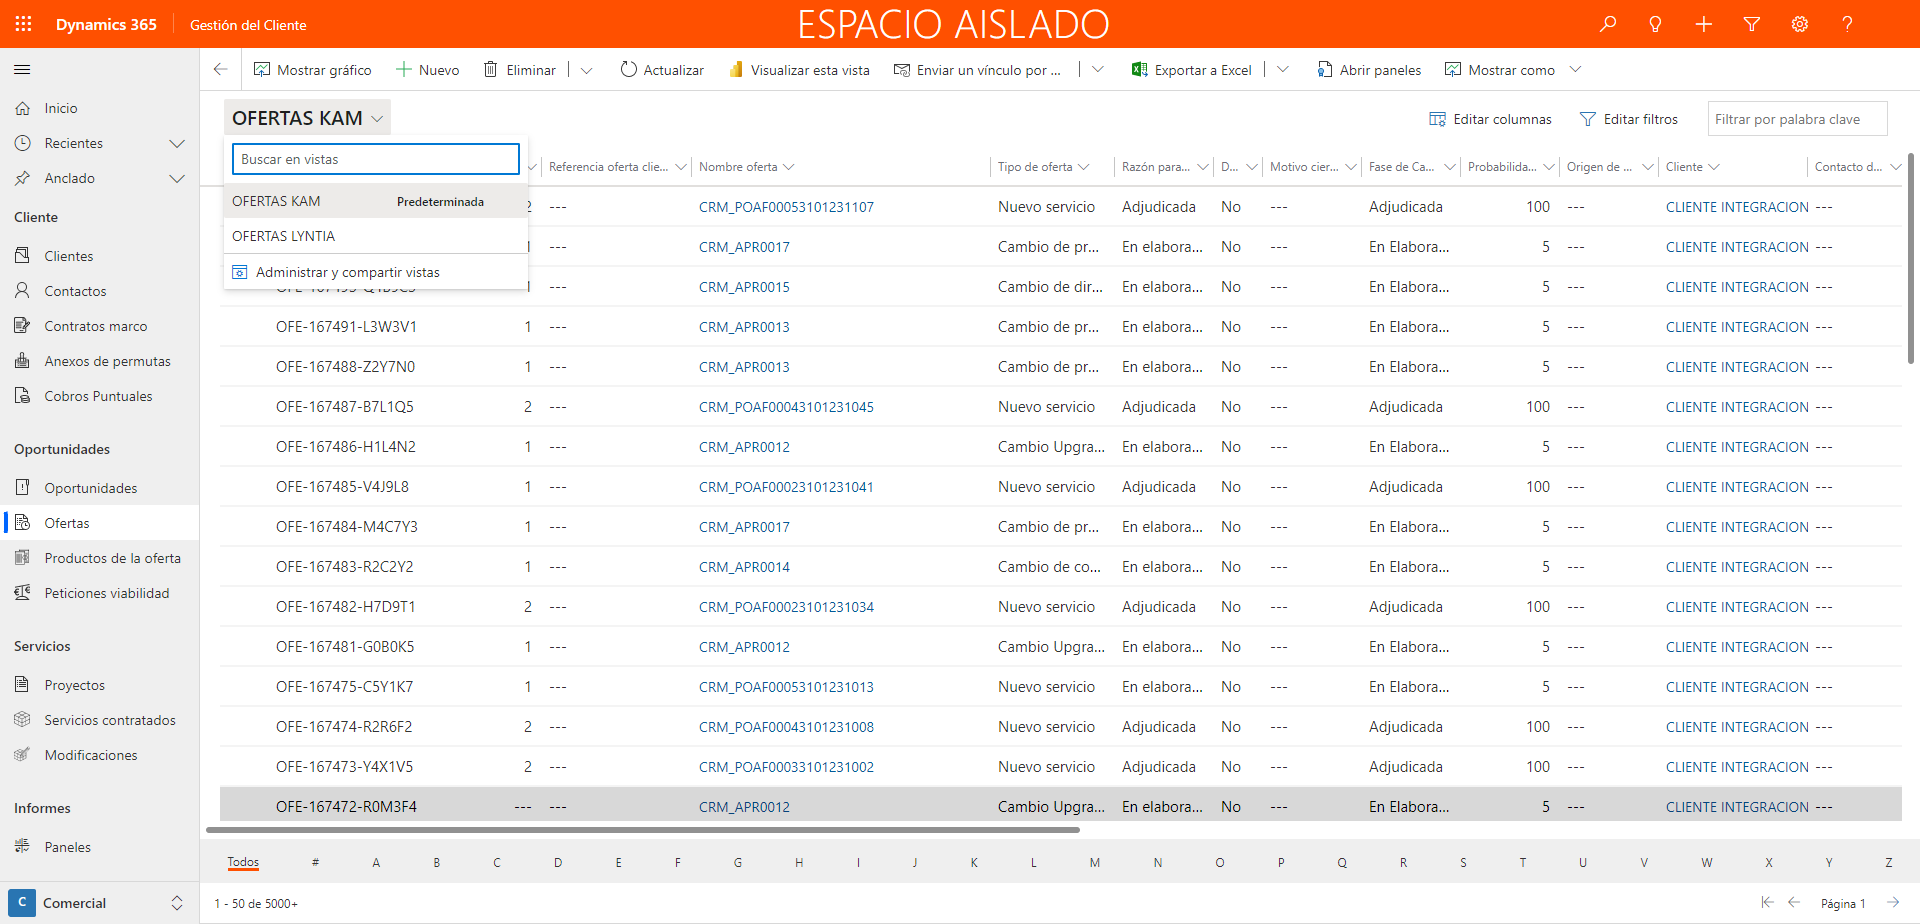 Dynamics 365
Gestión del Cliente
ESPACIO AISLADO
Mostrar gráfico
Nuevo
Eliminar
Actualizar
Visualizar esta vista
Enviar un vínculo por ...
Exportar a Excel
Abrir paneles
Mostrar como
Inicio
Recientes
Anclado
Cliente
Clientes
Contactos
Contratos marco
Anexos de permutas
Cobros Puntuales
Oportunidades
Oportunidades
Ofertas
Productos de la oferta
Peticiones viabilidad
Servicios
Proyectos
Servicios contratados
Modificaciones
Informes
Paneles
C Comercial
OFERTAS KAM
Editar columnas
Editar filtros
Filtrar por palabra clave
Buscar en vistas
OFERTAS KAM Predeterminada
OFERTAS LYNTIA
Administrar y compartir vistas
Referencia oferta clie... Nombre oferta Tipo de oferta Razón para... D... Motivo cier... Fase de Ca... Probabilida... Origen de ... Cliente Contacto d...
2 --- CRM_POAF00053101231107 Nuevo servicio Adjudicada No --- Adjudicada 100 --- CLIENTE INTEGRACION ---
1 --- CRM_APR0017 Cambio de pr... En elabora... No --- En Elabora... 5 --- CLIENTE INTEGRACION ---
1 --- CRM_APR0015 Cambio de dir... En elabora... No --- En Elabora... 5 --- CLIENTE INTEGRACION ---
OFE-167491-L3W3V1 1 --- CRM_APR0013 Cambio de pr... En elabora... No --- En Elabora... 5 --- CLIENTE INTEGRACION ---
OFE-167488-Z2Y7N0 1 --- CRM_APR0013 Cambio de pr... En elabora... No --- En Elabora... 5 --- CLIENTE INTEGRACION ---
OFE-167487-B7L1Q5 2 --- CRM_POAF00043101231045 Nuevo servicio Adjudicada No --- Adjudicada 100 --- CLIENTE INTEGRACION ---
OFE-167486-H1L4N2 1 --- CRM_APR0012 Cambio Upgra... En elabora... No --- En Elabora... 5 --- CLIENTE INTEGRACION ---
OFE-167485-V4J9L8 1 --- CRM_POAF00023101231041 Nuevo servicio Adjudicada No --- Adjudicada 100 --- CLIENTE INTEGRACION ---
OFE-167484-M4C7Y3 1 --- CRM_APR0017 Cambio de pr... En elabora... No --- En Elabora... 5 --- CLIENTE INTEGRACION ---
OFE-167483-R2C2Y2 1 --- CRM_APR0014 Cambio de co... En elabora... No --- En Elabora... 5 --- CLIENTE INTEGRACION ---
OFE-167482-H7D9T1 2 --- CRM_POAF00023101231034 Nuevo servicio Adjudicada No --- Adjudicada 100 --- CLIENTE INTEGRACION ---
OFE-167481-G0B0K5 1 --- CRM_APR0012 Cambio Upgra... En elabora... No --- En Elabora... 5 --- CLIENTE INTEGRACION ---
OFE-167475-C5Y1K7 1 --- CRM_POAF00053101231013 Nuevo servicio En elabora... No --- En Elabora... 5 --- CLIENTE INTEGRACION ---
OFE-167474-R2R6F2 2 --- CRM_POAF00043101231008 Nuevo servicio Adjudicada No --- Adjudicada 100 --- CLIENTE INTEGRACION ---
OFE-167473-Y4X1V5 2 --- CRM_POAF00033101231002 Nuevo servicio Adjudicada No --- Adjudicada 100 --- CLIENTE INTEGRACION ---
OFE-167472-R0M3F4 --- --- CRM_APR0012 Cambio Upgra... En elabora... No --- En Elabora... 5 --- CLIENTE INTEGRACION ---
Todos # A B C D E F G H I J K L M N O P Q R S T U V W X Y Z
1 - 50 de 5000+
Página 1